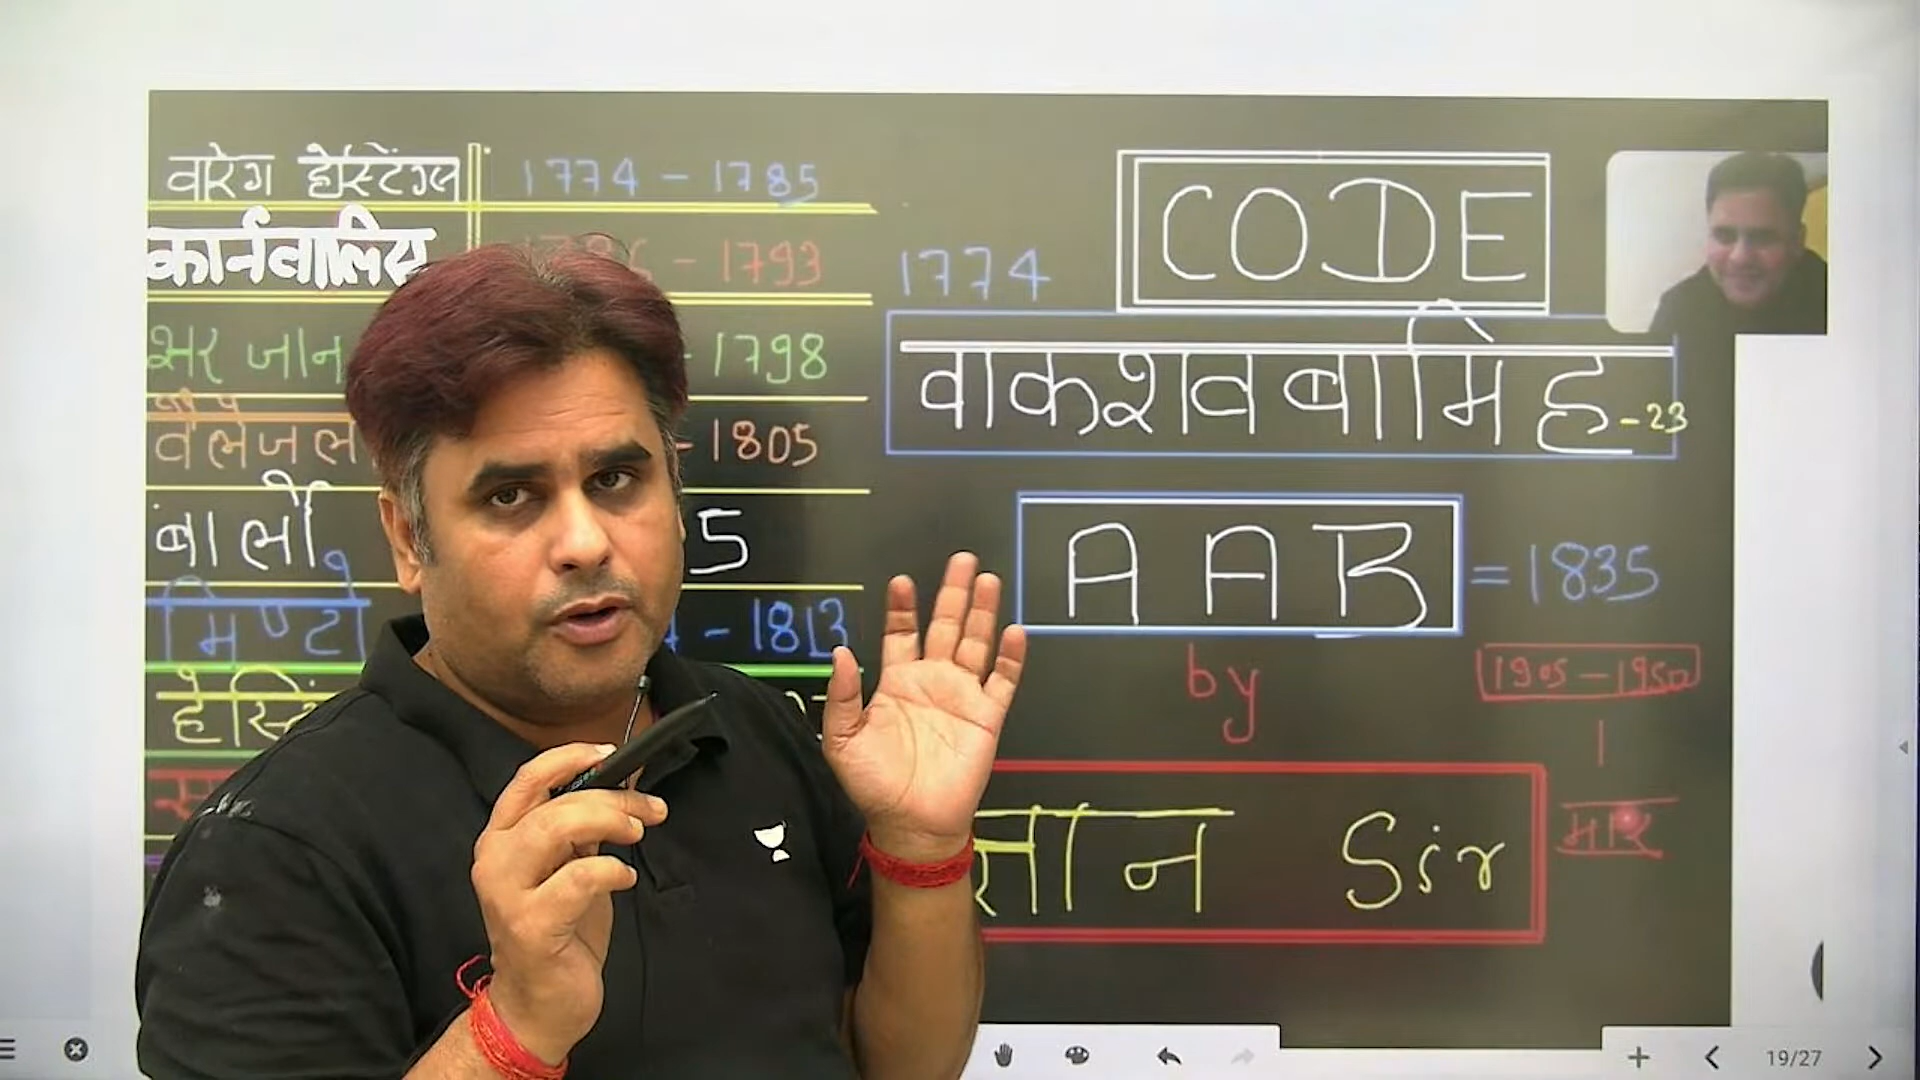 वारेग हेस्टिंग्स 1774 - 1785
कार्नवालिस - 1793
सर जान - 1798
वेलेजली - 1805
बार्लो 5
मिण्टो - 1813
CODE
1774
वाकशवबामिह - 23
AAB = 1835
by
1905 - 1950
मार
सान Sir
19/27